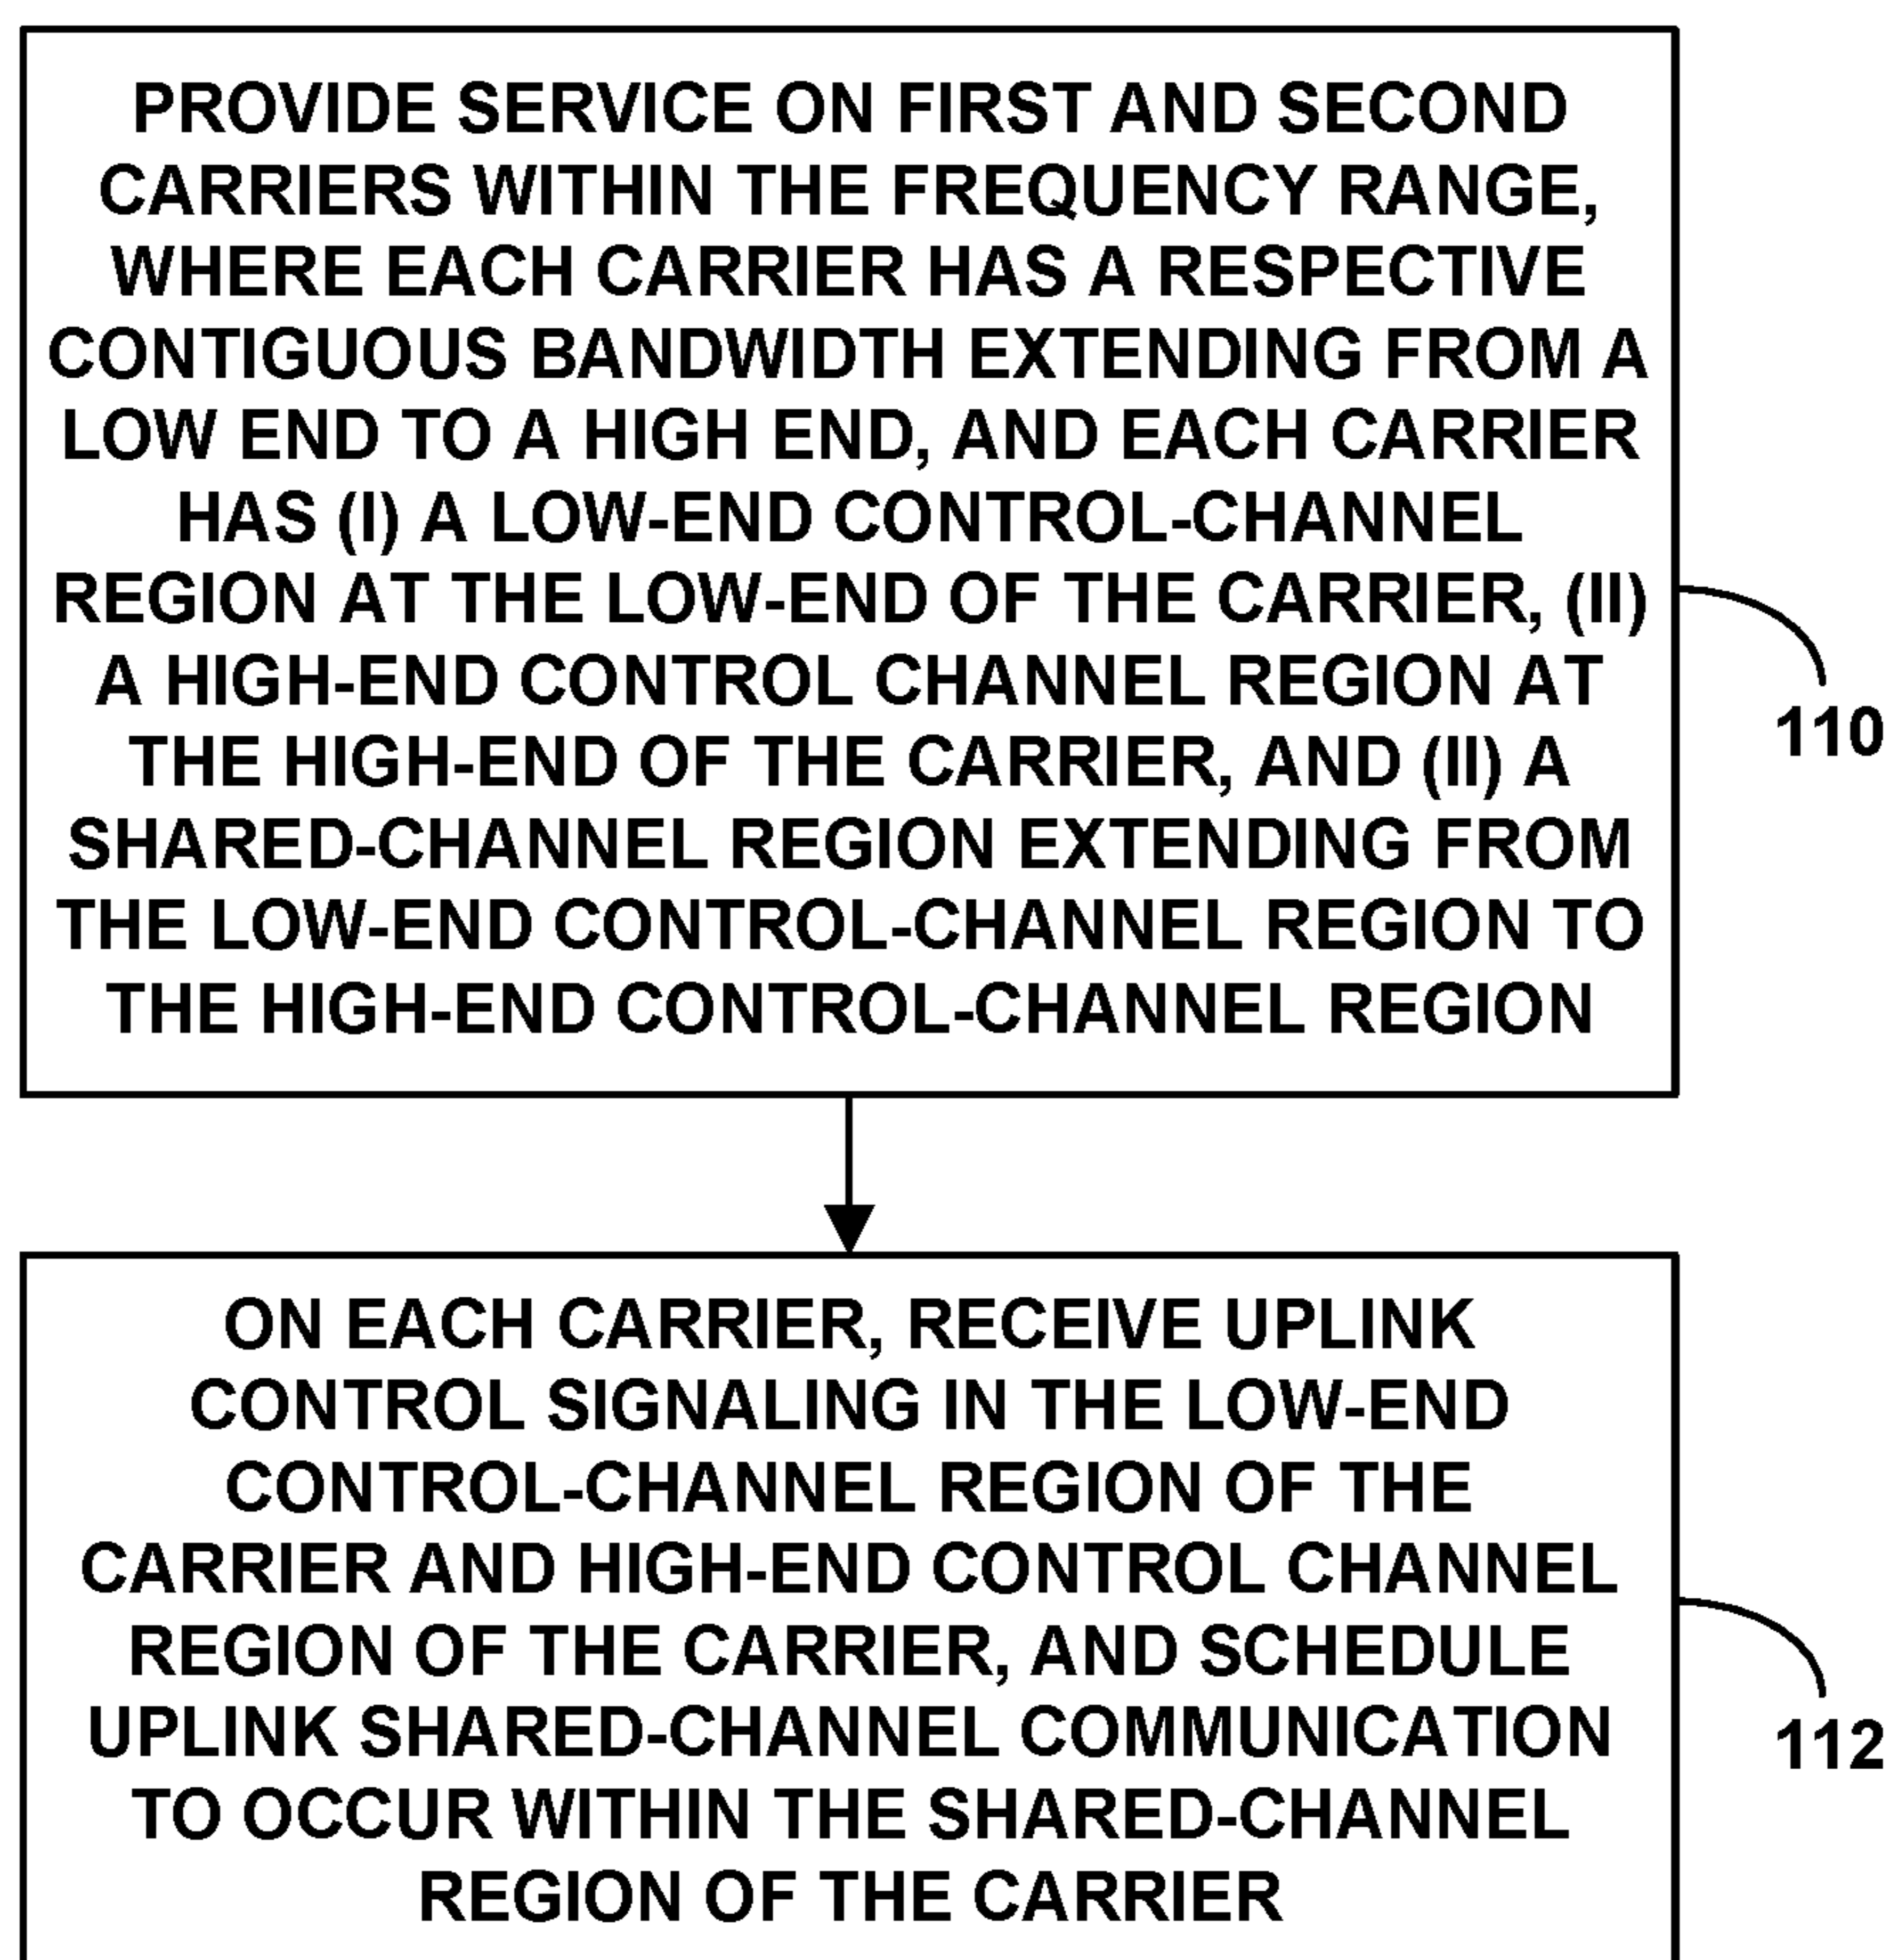 PROVIDE SERVICE ON FIRST AND SECOND
CARRIERS WITHIN THE FREQUENCY RANGE,
WHERE EACH CARRIER HAS A RESPECTIVE
CONTIGUOUS BANDWIDTH EXTENDING FROM A
LOW END TO A HIGH END, AND EACH CARRIER
HAS (I) A LOW-END CONTROL-CHANNEL
REGION AT THE LOW-END OF THE CARRIER, (II)
A HIGH-END CONTROL CHANNEL REGION AT
THE HIGH-END OF THE CARRIER, AND (II) A
SHARED-CHANNEL REGION EXTENDING FROM
THE LOW-END CONTROL-CHANNEL REGION TO
THE HIGH-END CONTROL-CHANNEL REGION
110
ON EACH CARRIER, RECEIVE UPLINK
CONTROL SIGNALING IN THE LOW-END
CONTROL-CHANNEL REGION OF THE
CARRIER AND HIGH-END CONTROL CHANNEL
REGION OF THE CARRIER, AND SCHEDULE
UPLINK SHARED-CHANNEL COMMUNICATION
TO OCCUR WITHIN THE SHARED-CHANNEL
REGION OF THE CARRIER
112